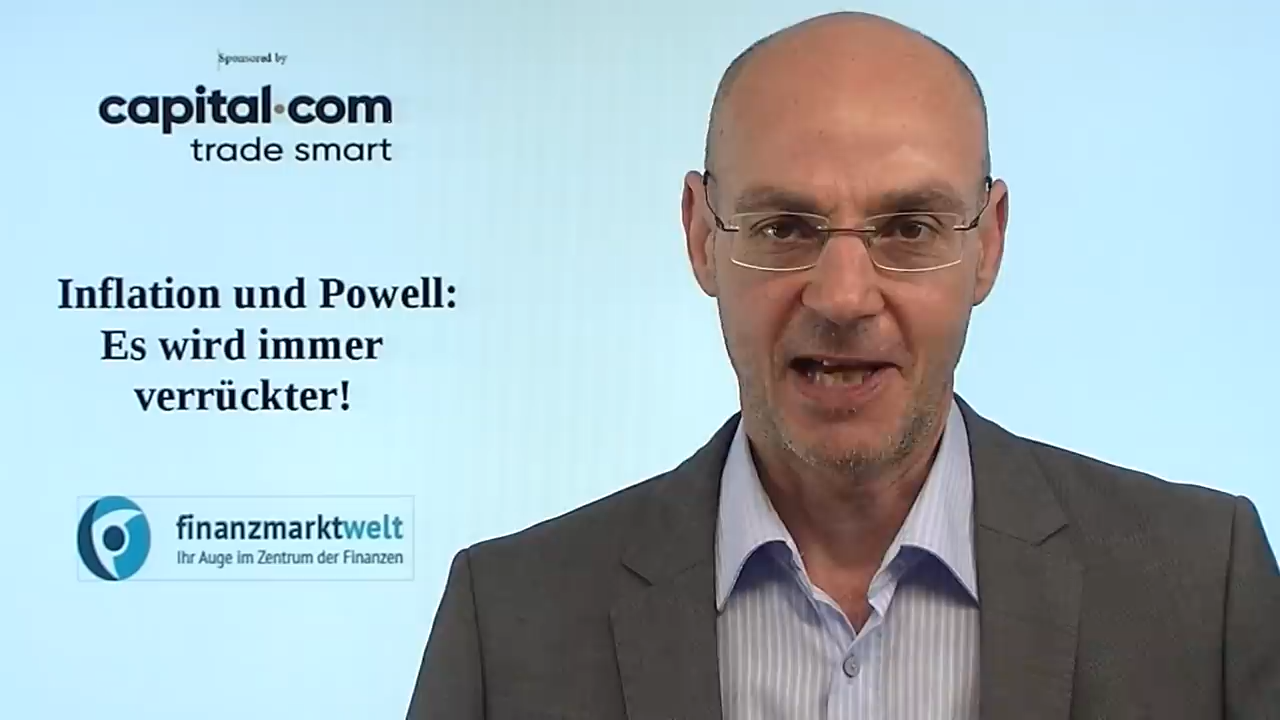 Sponsored by
capital.com
trade smart
Inflation und Powell:
Es wird immer
verrückter!
finanzmarktwelt
Ihr Auge im Zentrum der Finanzen